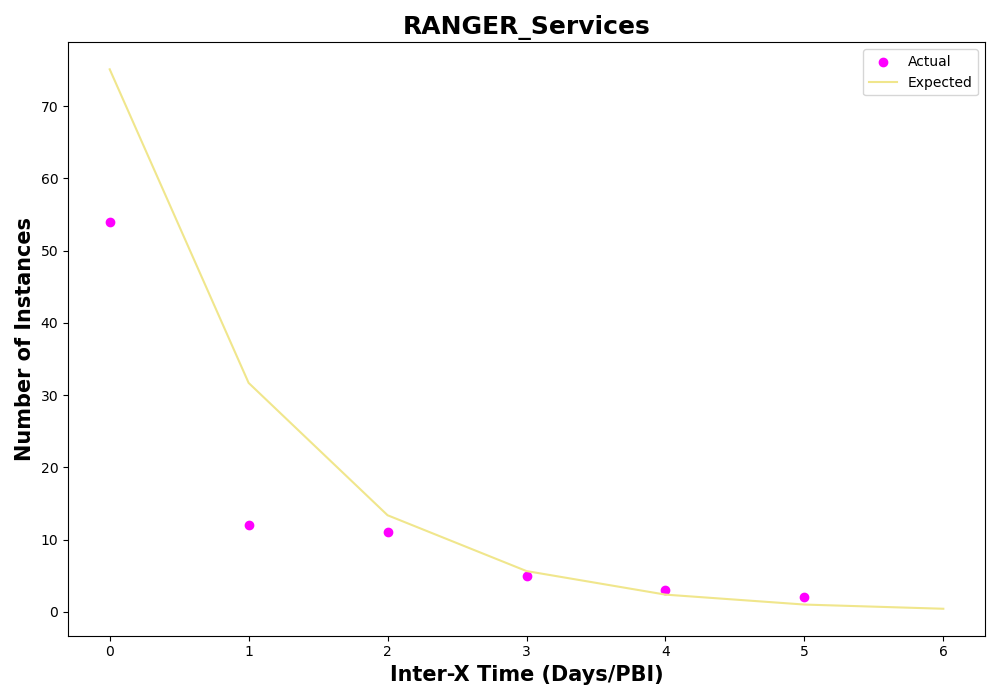 RANGER_Services
Actual
Expected
Number of Instances
70
60
50
40
30
20
10
0
0 1 2 3 4 5 6
Inter-X Time (Days/PBI)